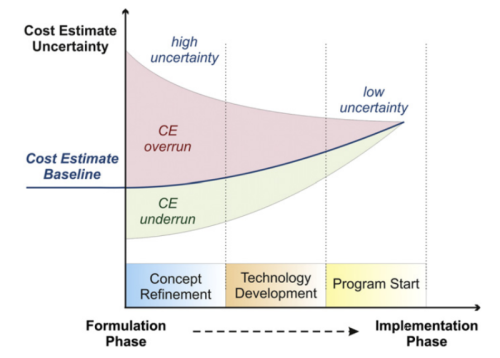 Cost Estimate
Uncertainty
high
uncertainty
low
uncertainty
CE
overrun
Cost Estimate
Baseline
CE
underrun
Concept
Refinement
Technology
Development
Program Start
Formulation
Phase
Implementation
Phase